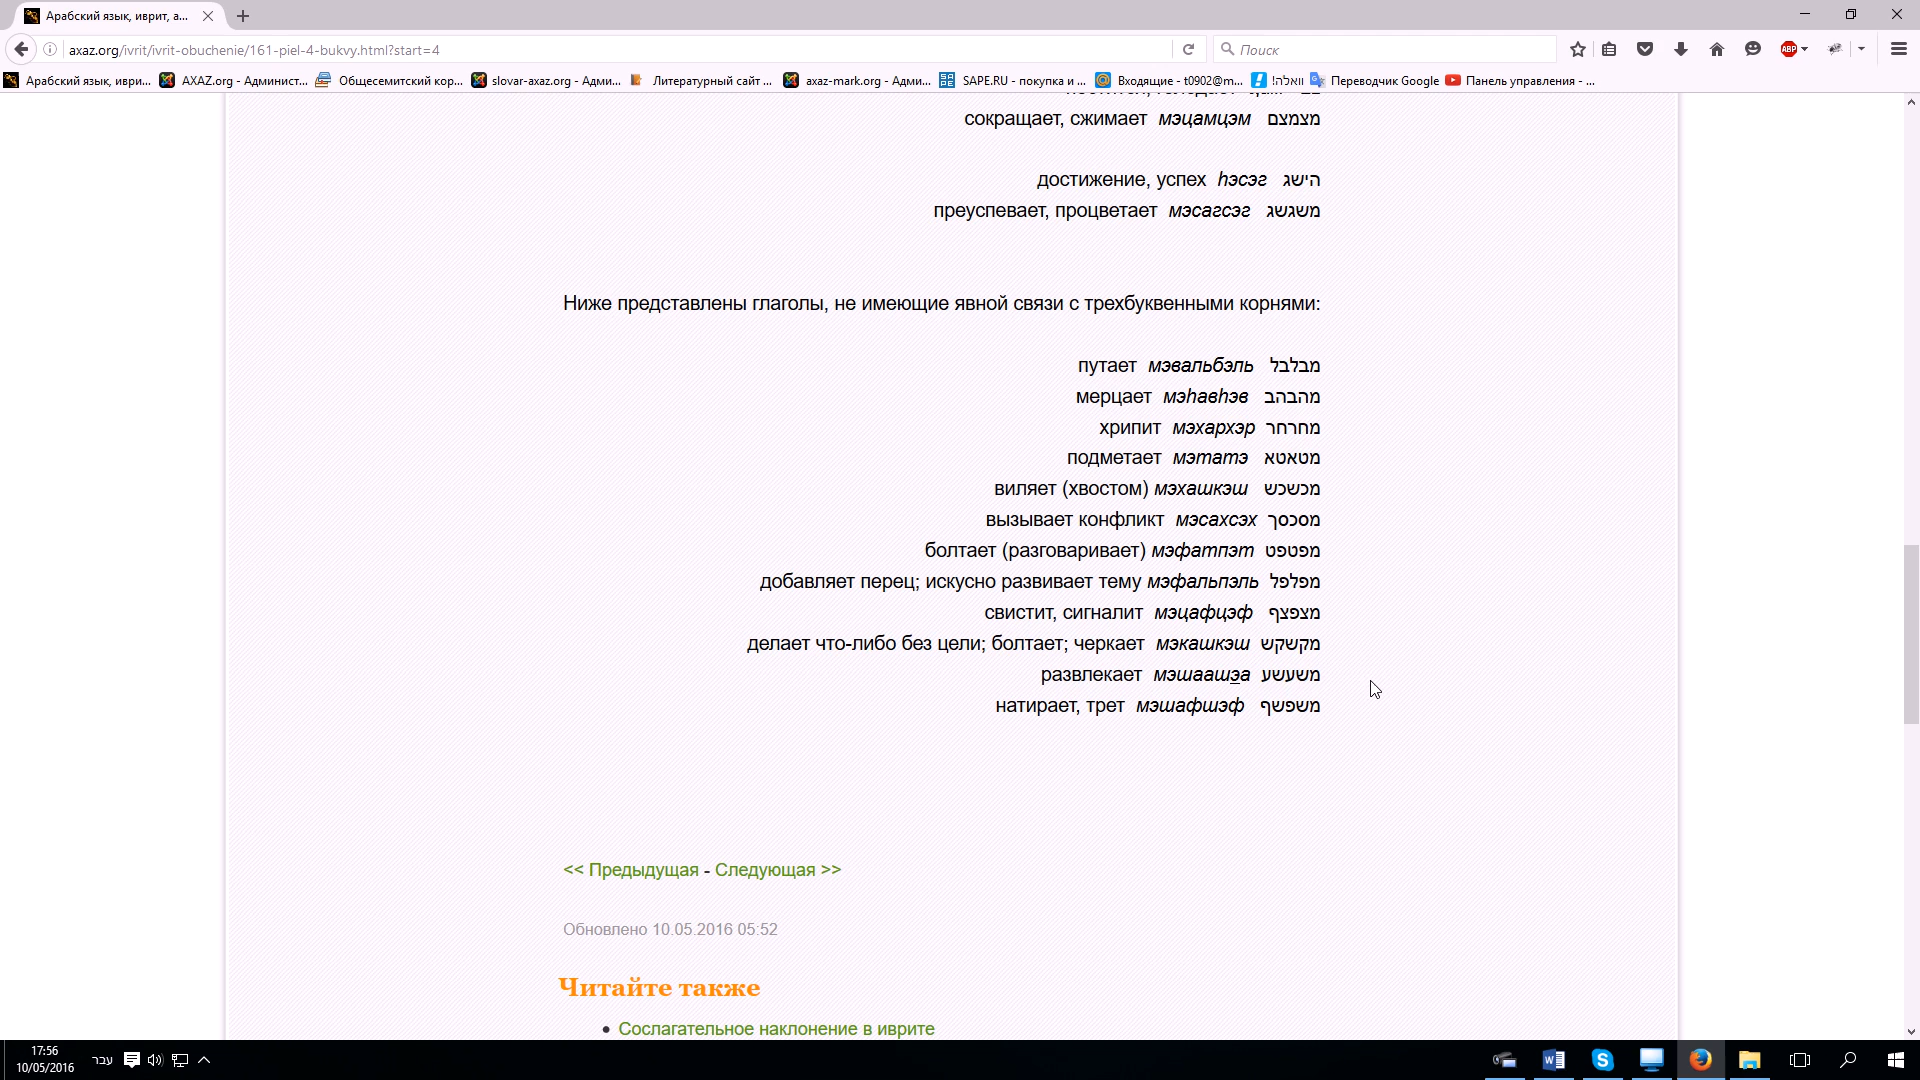 Арабский язык, иврит, а...
axaz.org/ivrit/ivrit-obuchenie/161-piel-4-bukvy.html?start=4
Поиск
ABP
Арабский язык, иври... AXAZ.org - Админист... Общесемитский кор... slovar-axaz.org - Адми... Литературный сайт ... axaz-mark.org - Адми... SAPE.RU - покупка и ... Входящие - t0902@m... וואלה! Переводчик Google Панель управления - ...
сокращает, сжимает мэцамцэм מצמצם
достижение, успех hэсэг הישג
преуспевает, процветает мэсагсэг משגשג
Ниже представлены глаголы, не имеющие явной связи с трехбуквенными корнями:
путает мэвальбэль מבלבל
мерцает мэhавhэв מהבהב
хрипит мэхархэр מחרחר
подметает мэтатэ מטאטא
виляет (хвостом) мэхашкэш מכשכש
вызывает конфликт мэсахсэх מסכסך
болтает (разговаривает) мэфатпэт מפטפט
добавляет перец; искусно развивает тему мэфальпэль מפלפל
свистит, сигналит мэцафцэф מצפצף
делает что-либо без цели; болтает; черкает мэкашкэш מקשקש
развлекает мэшаашэа משעשע
натирает, трет мэшафшэф משפשף
<< Предыдущая - Следующая >>
Обновлено 10.05.2016 05:52
Читайте также
• Сослагательное наклонение в иврите
17:56
10/05/2016
עבר